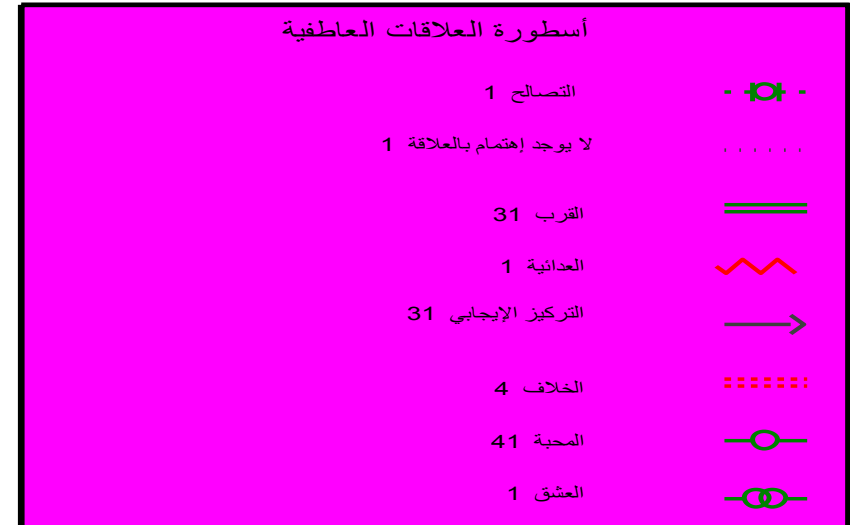 أسطورة العلاقات العاطفية
التصالح 1
لا يوجد إهتمام بالعلاقة 1
القرب 31
العدائية 1
التركيز الإيجابي 31
الخلاف 4
المحبة 41
العشق 1